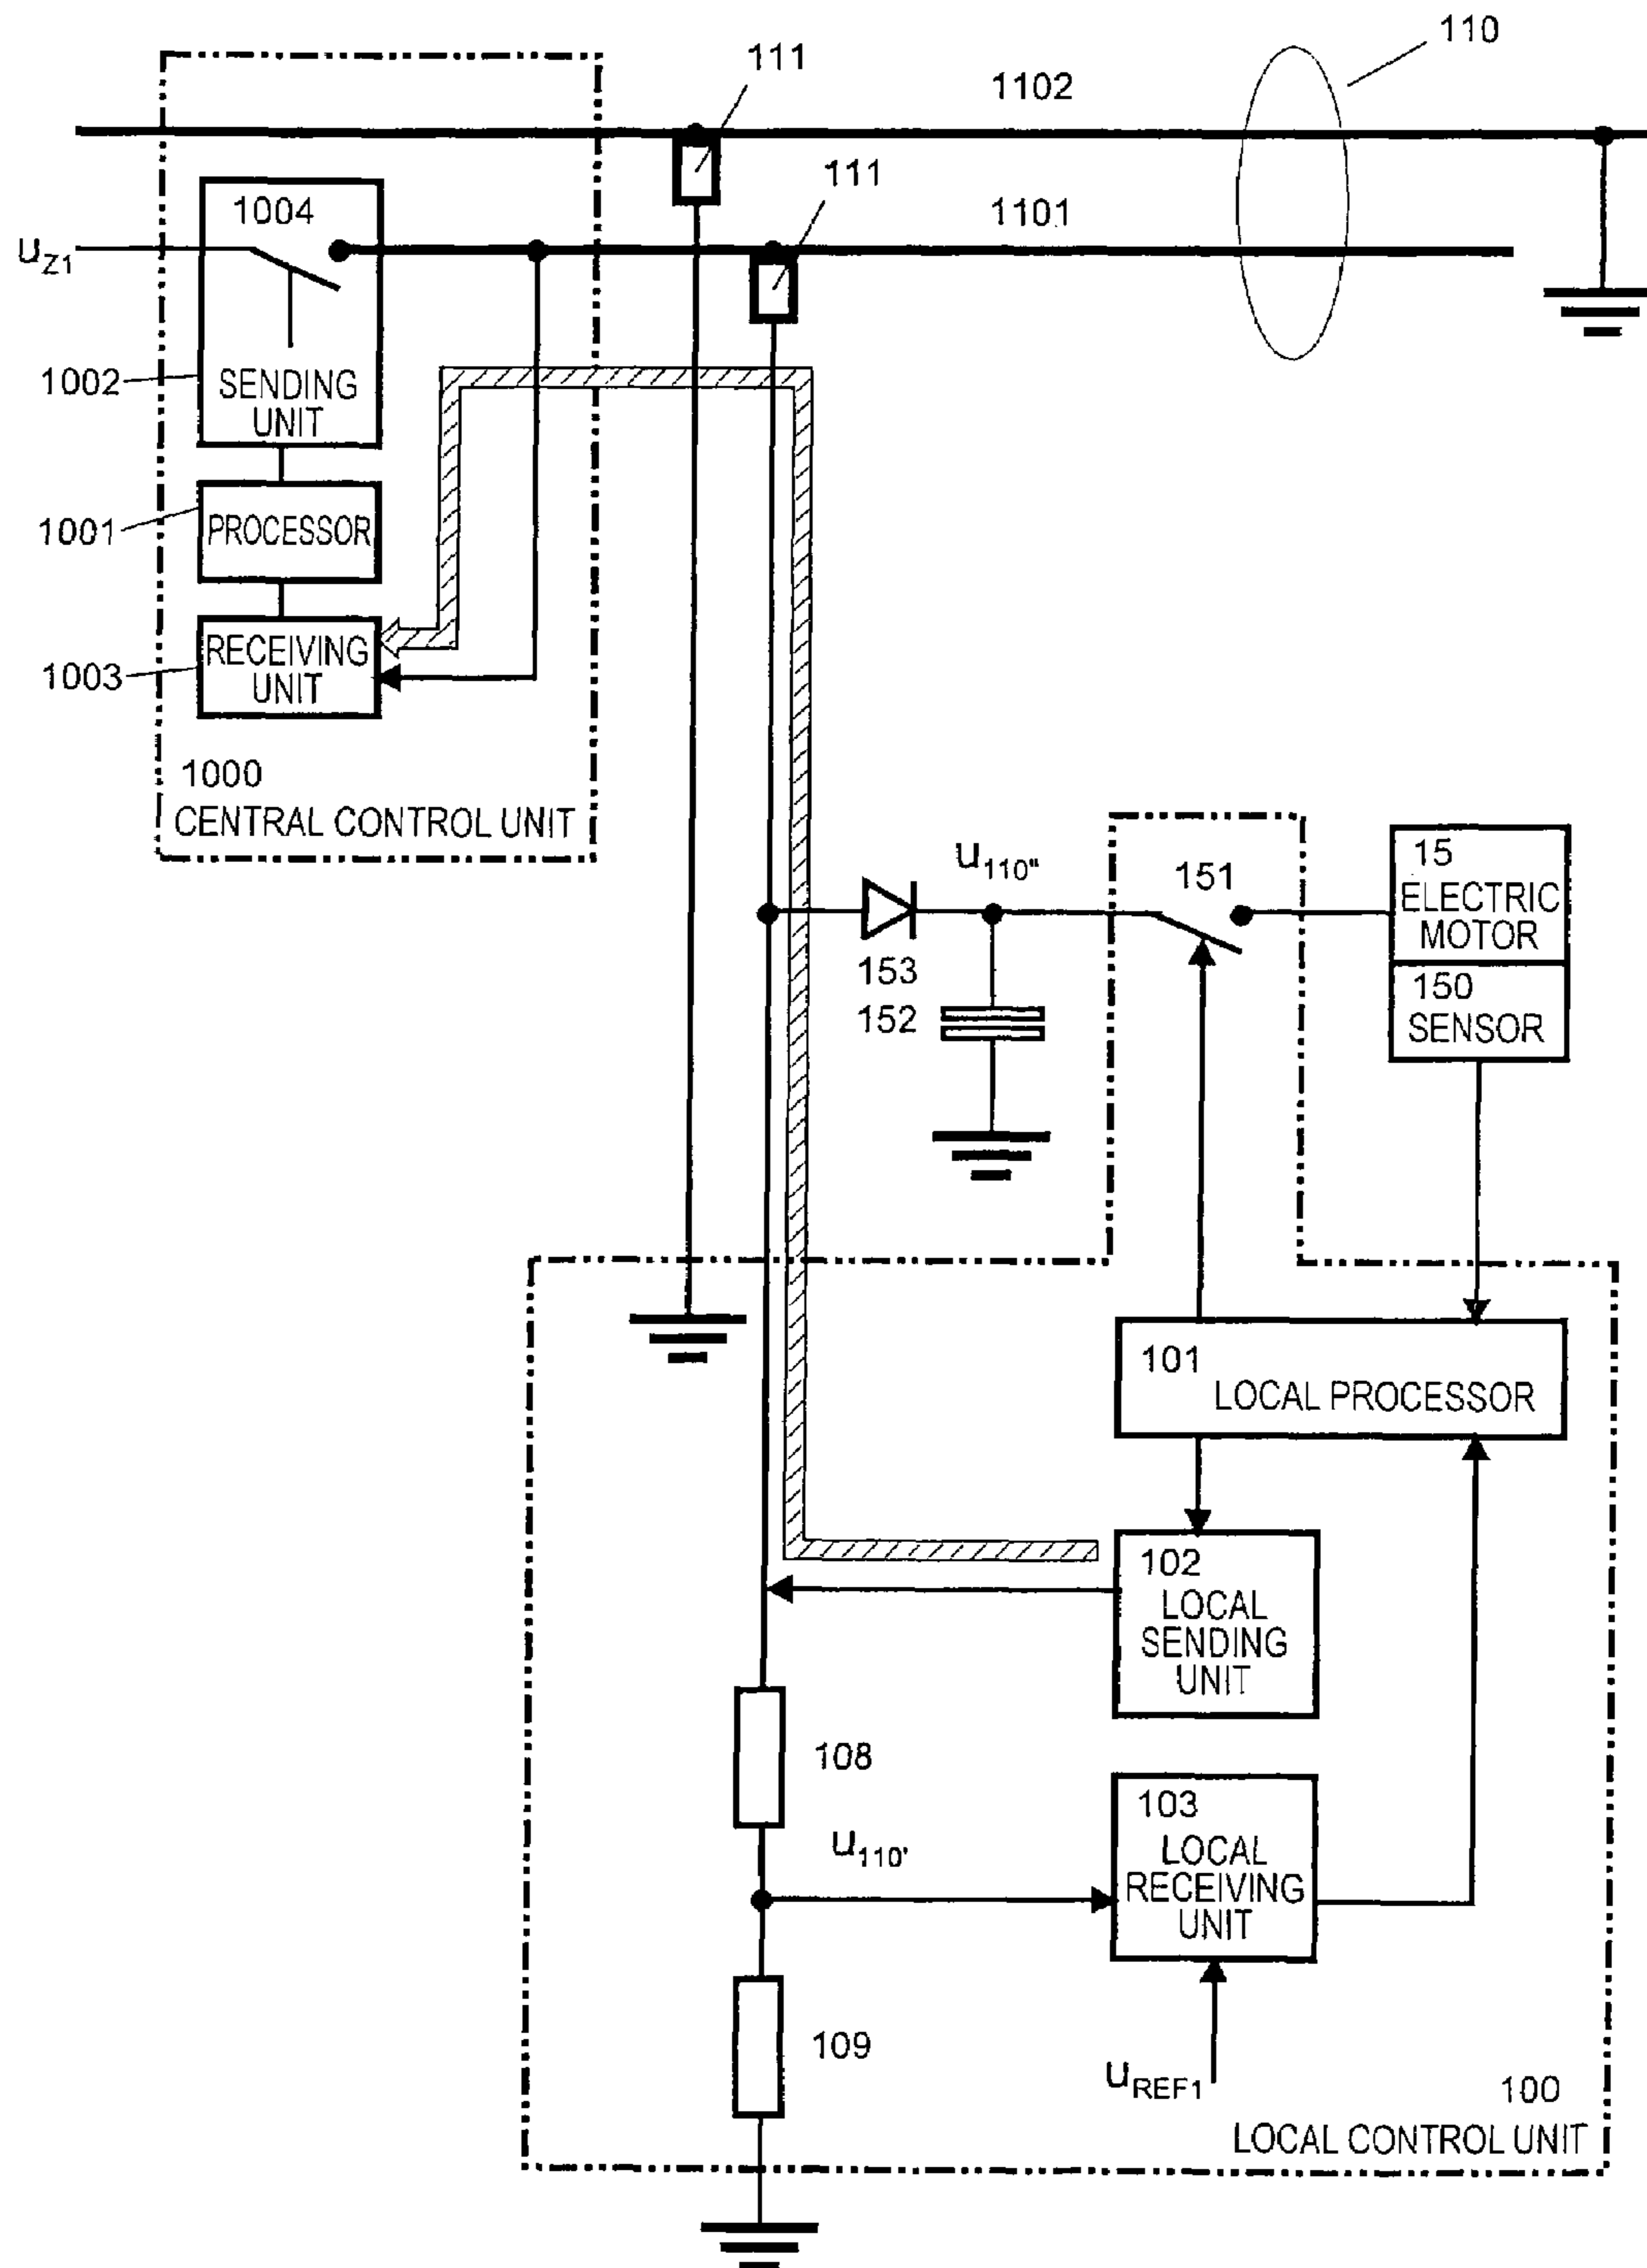 110
111
1102
111
1004
1101
uZ1
1002
SENDING
UNIT
1001
PROCESSOR
1003
RECEIVING
UNIT
1000
CENTRAL CONTROL UNIT
u110"
151
15
ELECTRIC
MOTOR
153
152
150
SENSOR
101
LOCAL PROCESSOR
102
LOCAL
SENDING
UNIT
108
103
LOCAL
RECEIVING
UNIT
u110'
109
uREF1
100
LOCAL CONTROL UNIT